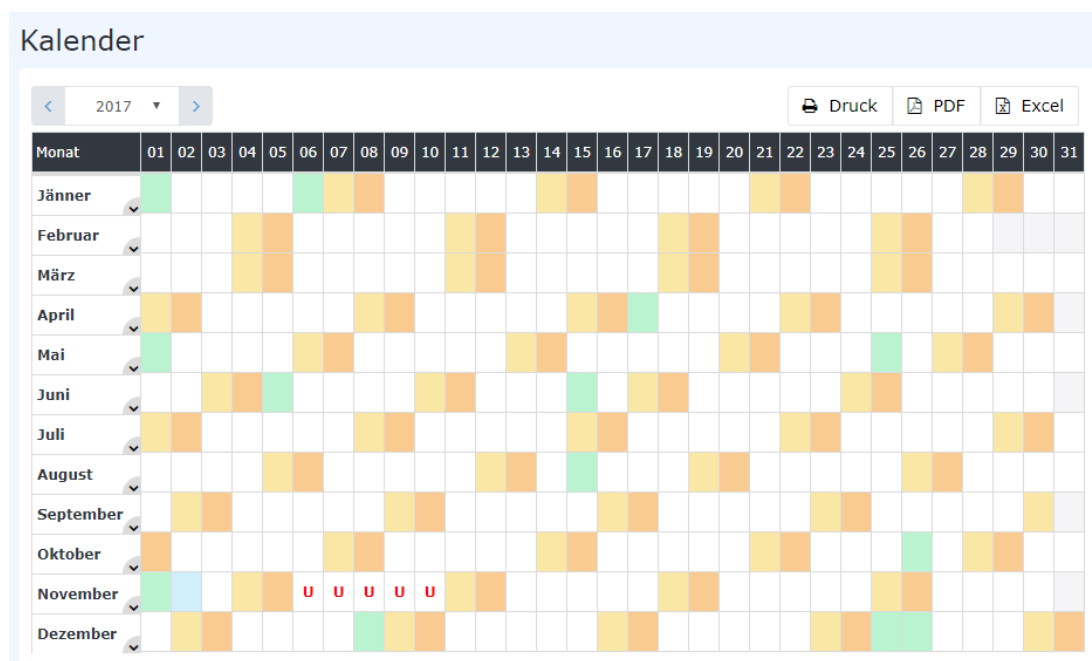 Kalender
2017
Druck PDF Excel
Monat 01 02 03 04 05 06 07 08 09 10 11 12 13 14 15 16 17 18 19 20 21 22 23 24 25 26 27 28 29 30 31
Jänner
Februar
März
April
Mai
Juni
Juli
August
September
Oktober
November U U U U U
Dezember